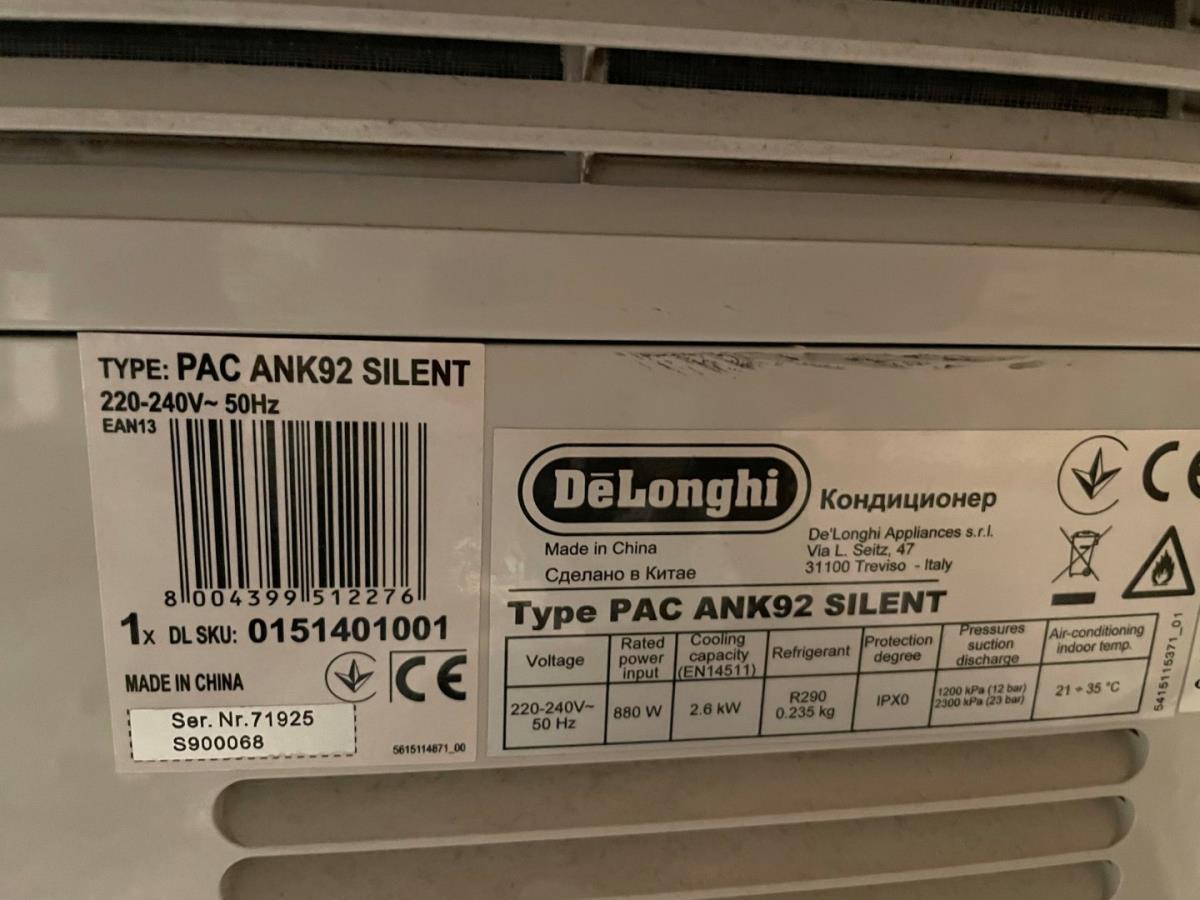 TYPE: PAC ANK92 SILENT
220-240V~ 50Hz
EAN13
8 004399 512276
1x DL SKU: 0151401001
MADE IN CHINA
CE
Ser. Nr.71925
S900068
5615114871_00
DēLonghi
Кондиционер
CE
Made in China
Сделано в Китае
De'Longhi Appliances s.r.l.
Via L. Seitz, 47
31100 Treviso - Italy
Type PAC ANK92 SILENT
Voltage
Rated
power
input
Cooling
capacity
(EN14511)
Refrigerant
Protection
degree
Pressures
suction
discharge
Air-conditioning
indoor temp.
220-240V~
50 Hz
880 W
2.6 kW
R290
0.235 kg
IPX0
1200 kPa (12 bar)
2300 kPa (23 bar)
21 ÷ 35 °C
5415115371_01